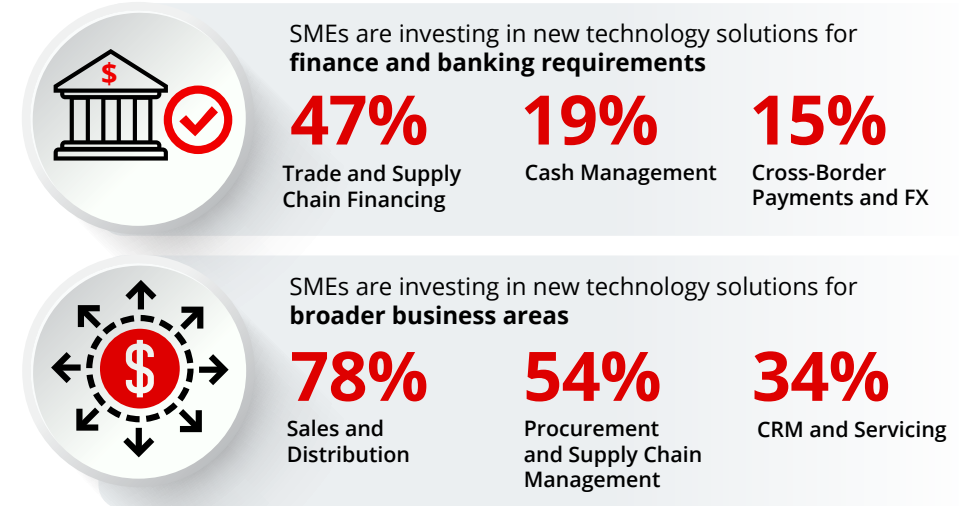 $
SMEs are investing in new technology solutions for
finance and banking requirements
47%
19%
15%
Trade and Supply
Chain Financing
Cash Management
Cross-Border
Payments and FX
$
SMEs are investing in new technology solutions for
broader business areas
78%
54%
34%
Sales and
Distribution
Procurement
and Supply Chain
Management
CRM and Servicing